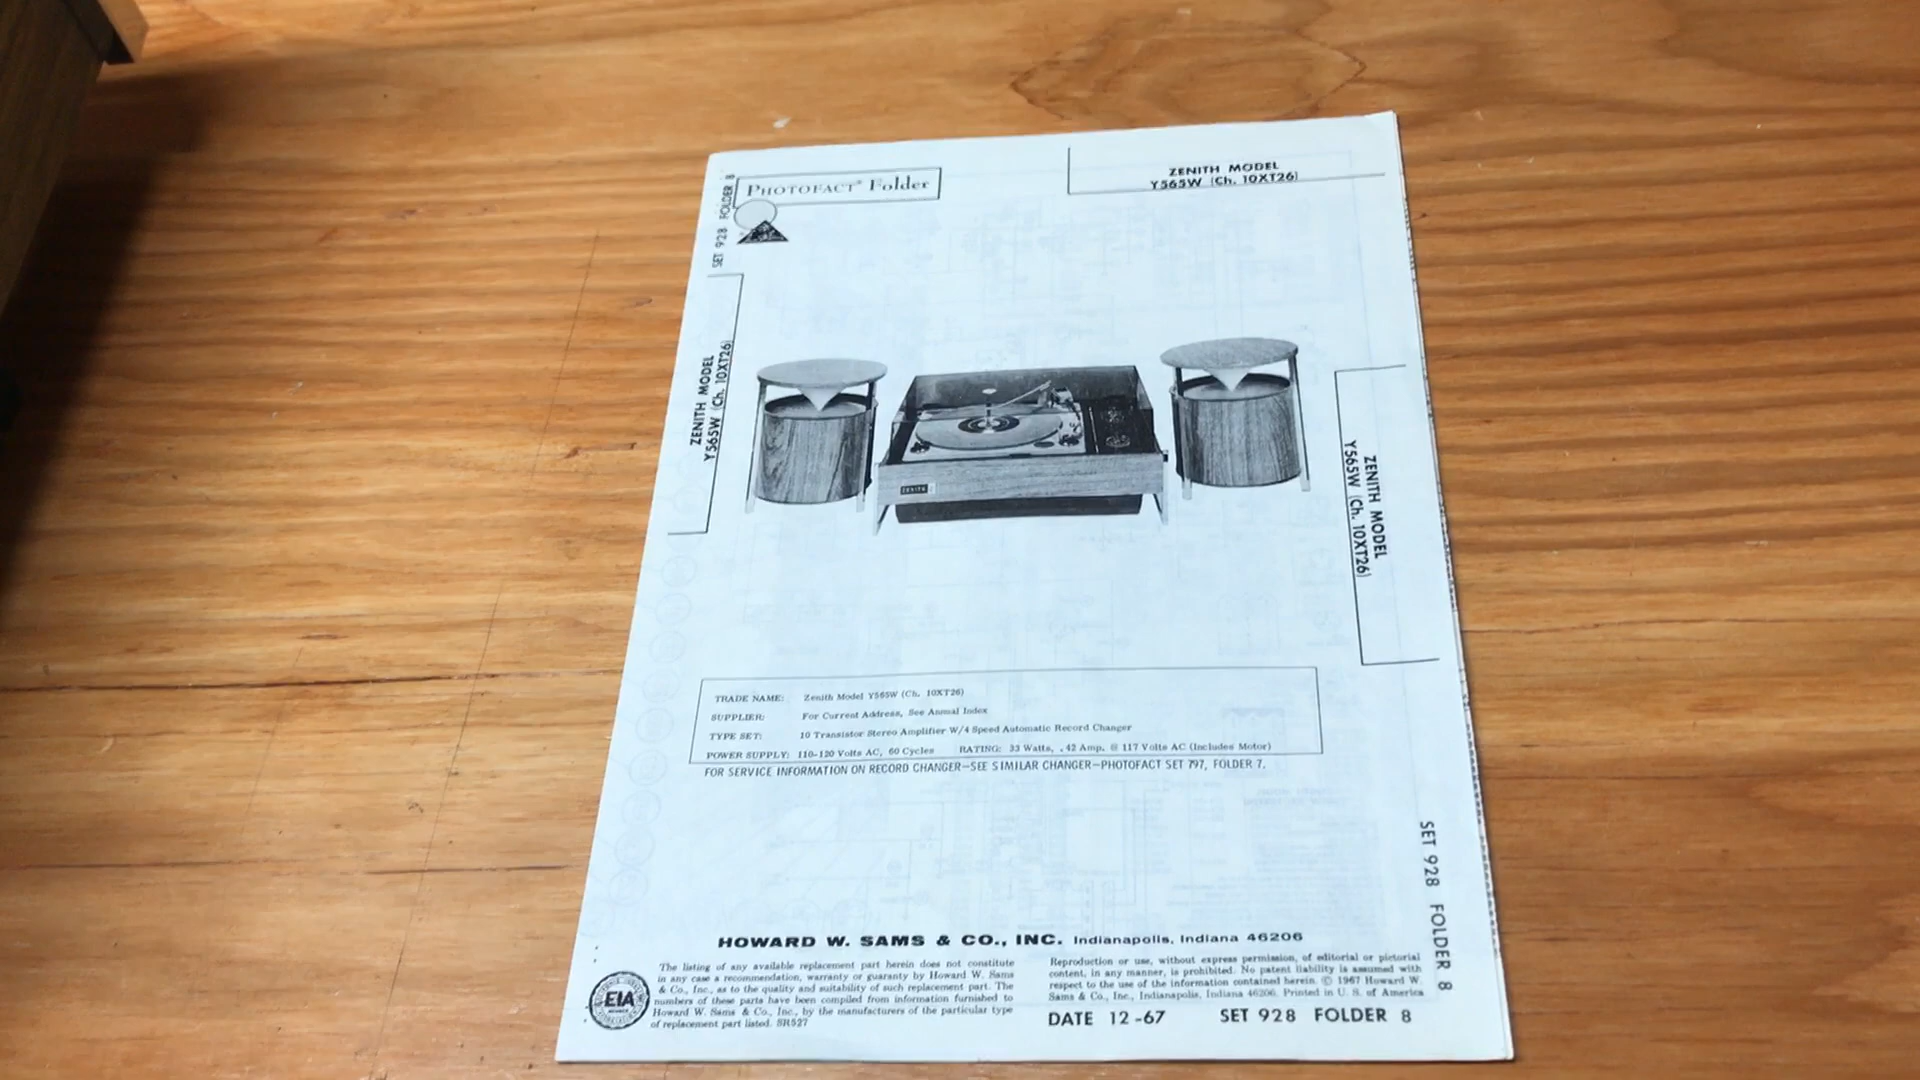 PHOTOFACT® Folder
ZENITH MODEL
Y565W (Ch. 10XT26)
SET 928 FOLDER 8
ZENITH MODEL
Y565W (Ch. 10XT26)
ZENITH
ZENITH MODEL
Y565W (Ch. 10XT26)
TRADE NAME: Zenith Model Y565W (Ch. 10XT26)
SUPPLIER: For Current Address, See Annual Index
TYPE SET: 10 Transistor Stereo Amplifier W/4 Speed Automatic Record Changer
POWER SUPPLY: 110-120 Volts AC, 60 Cycles RATING: 33 Watts, .42 Amp. @ 117 Volts AC (Includes Motor)
FOR SERVICE INFORMATION ON RECORD CHANGER—SEE SIMILAR CHANGER—PHOTOFACT SET 797, FOLDER 7.
SET 928 FOLDER 8
HOWARD W. SAMS & CO., INC. Indianapolis, Indiana 46206
The listing of any available replacement part herein does not constitute
in any case a recommendation, warranty or guaranty by Howard W. Sams
& Co., Inc., as to the quality and suitability of such replacement part. The
numbers of these parts have been compiled from information furnished to
Howard W. Sams & Co., Inc., by the manufacturers of the particular type
of replacement part listed. SR527
EIA
Reproduction or use, without express permission, of editorial or pictorial
content, in any manner, is prohibited. No patent liability is assumed with
respect to the use of the information contained herein. © 1967 Howard W.
Sams & Co., Inc., Indianapolis, Indiana 46206. Printed in U. S. of America
DATE 12-67 SET 928 FOLDER 8